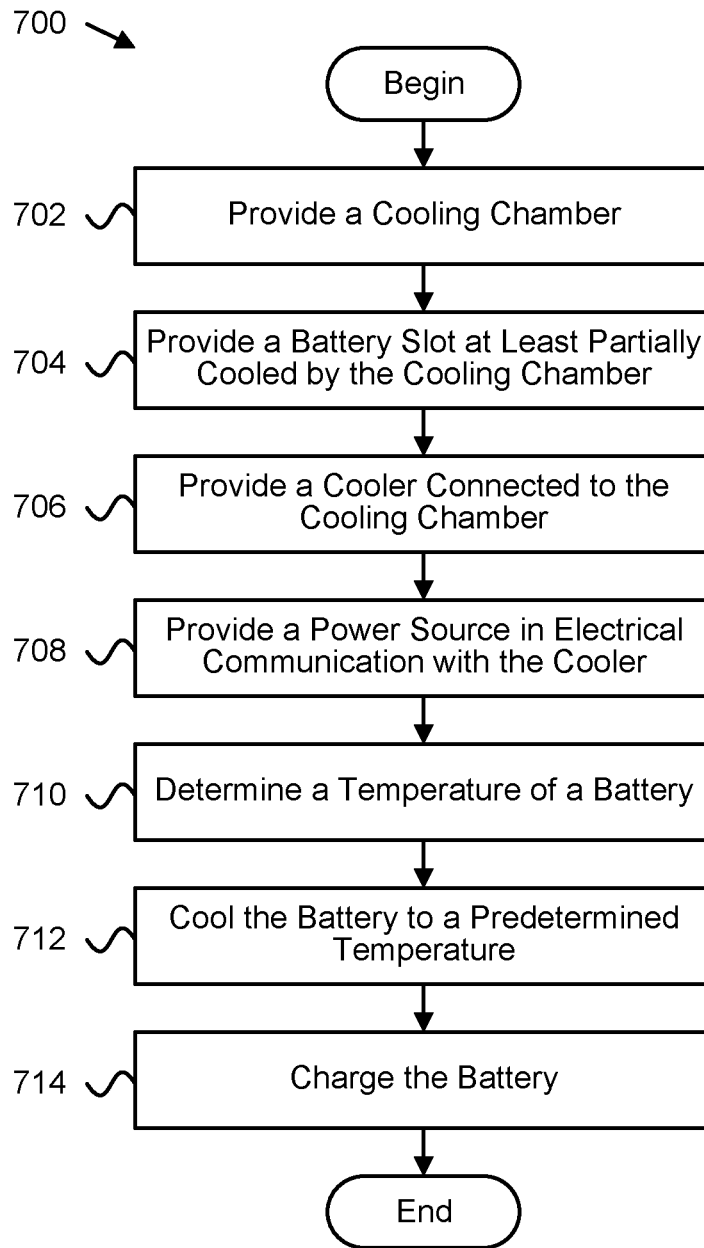 700
Begin
702
Provide a Cooling Chamber
704
Provide a Battery Slot at Least Partially
Cooled by the Cooling Chamber
706
Provide a Cooler Connected to the
Cooling Chamber
708
Provide a Power Source in Electrical
Communication with the Cooler
710
Determine a Temperature of a Battery
712
Cool the Battery to a Predetermined
Temperature
714
Charge the Battery
End